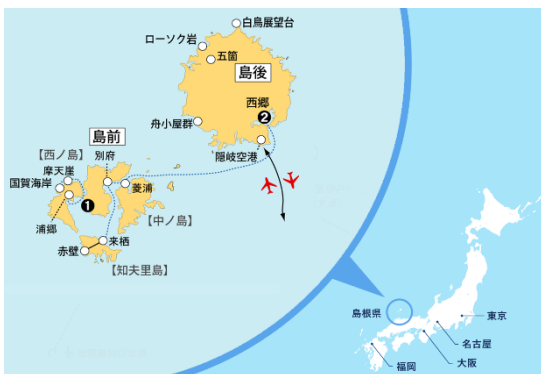 白鳥展望台
ローソク岩
五箇
島後
西郷
❷
舟小屋群
隠岐空港
島前
【西ノ島】
別府
摩天崖
国賀海岸
菱浦
❶
浦郷
【中ノ島】
来栖
赤壁
【知夫里島】
島根県
東京
名古屋
大阪
福岡